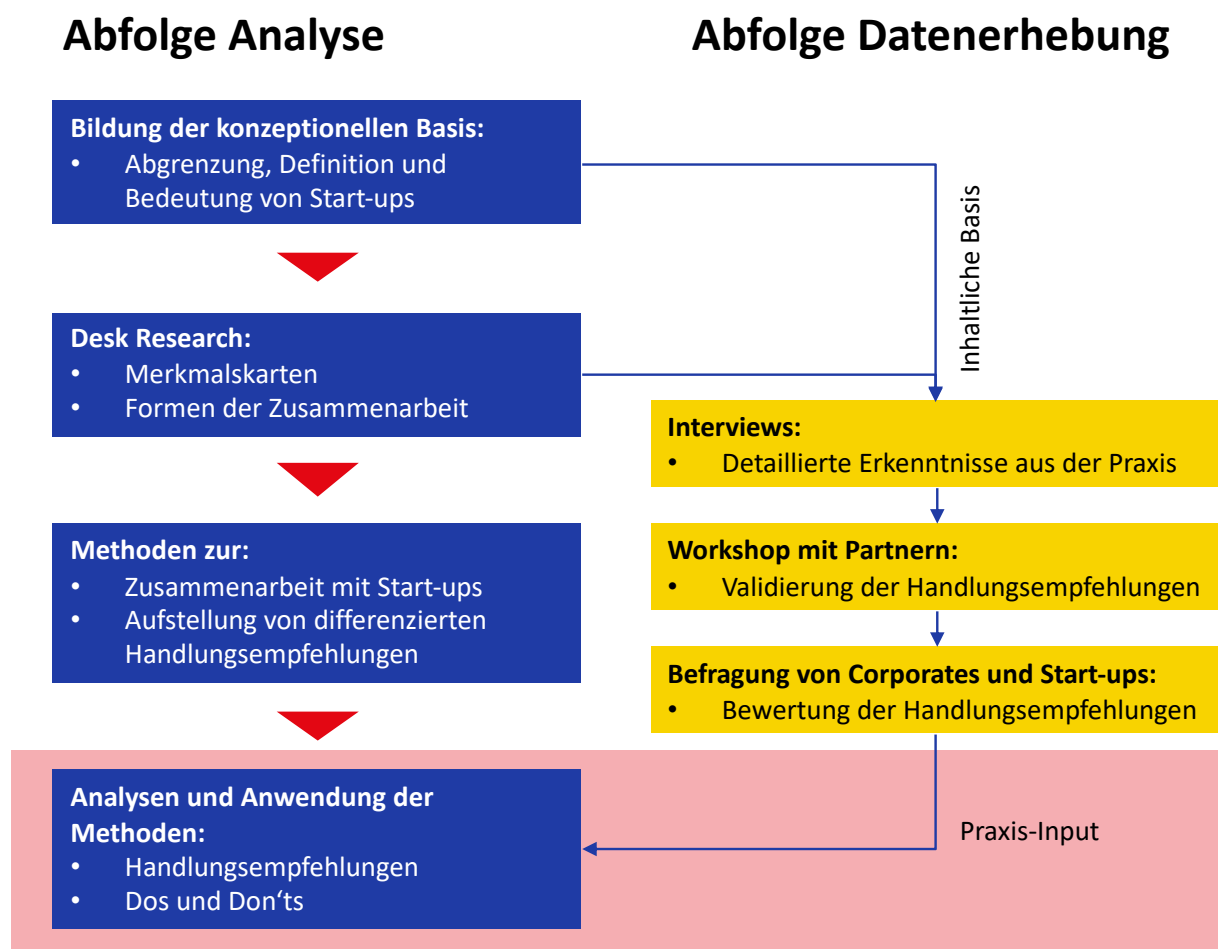 Abfolge Analyse
Abfolge Datenerhebung
Bildung der konzeptionellen Basis:
• Abgrenzung, Definition und
Bedeutung von Start-ups
Inhaltliche Basis
Desk Research:
• Merkmalskarten
• Formen der Zusammenarbeit
Interviews:
• Detaillierte Erkenntnisse aus der Praxis
Methoden zur:
• Zusammenarbeit mit Start-ups
• Aufstellung von differenzierten
Handlungsempfehlungen
Workshop mit Partnern:
• Validierung der Handlungsempfehlungen
Befragung von Corporates und Start-ups:
• Bewertung der Handlungsempfehlungen
Analysen und Anwendung der
Methoden:
• Handlungsempfehlungen
• Dos und Don‘ts
Praxis-Input